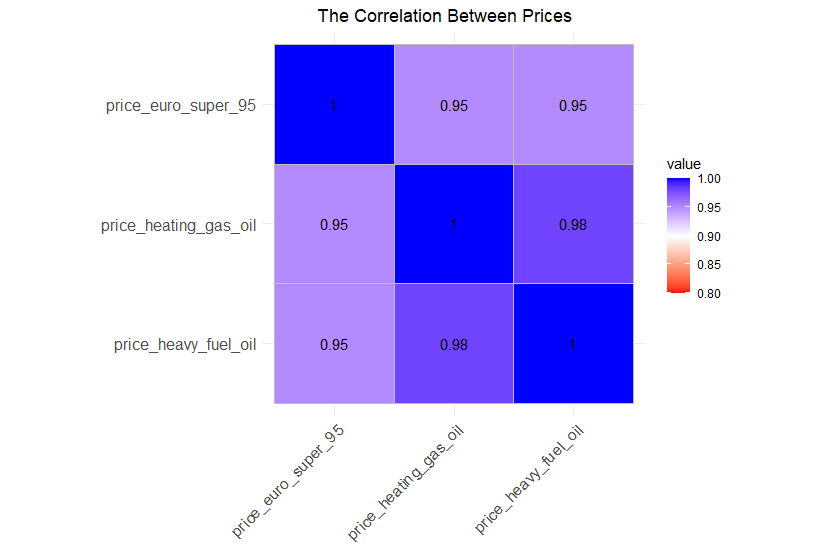 The Correlation Between Prices
price_euro_super_95
1
0.95
0.95
price_heating_gas_oil
0.95
1
0.98
price_heavy_fuel_oil
0.95
0.98
1
price_euro_super_95
price_heating_gas_oil
price_heavy_fuel_oil
value
1.00
0.95
0.90
0.85
0.80